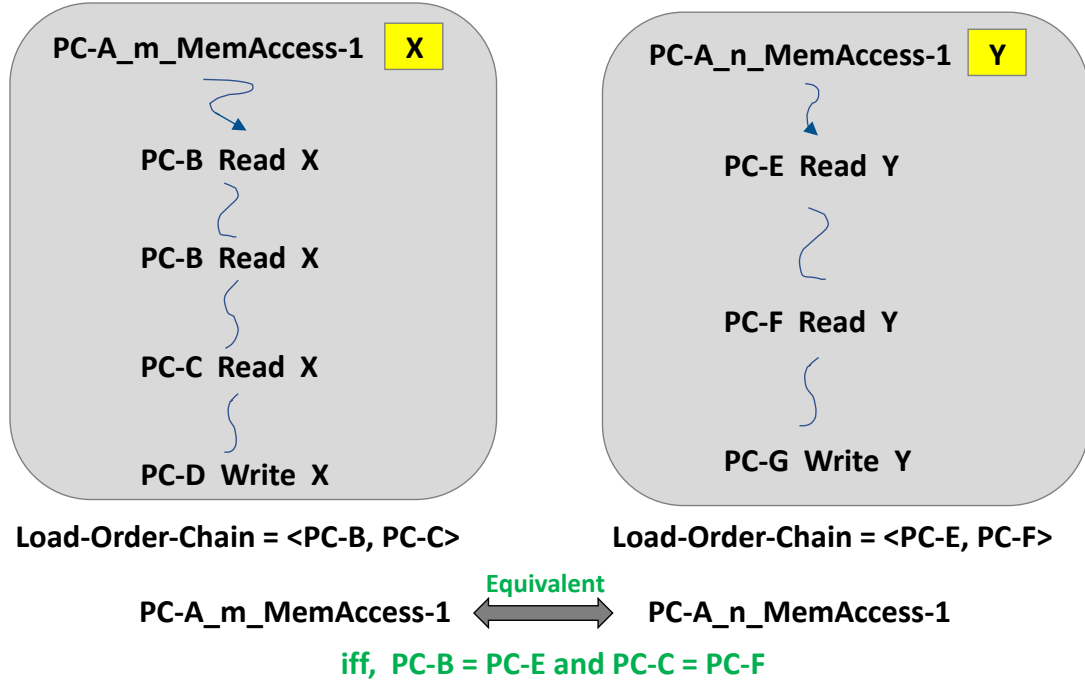 PC-A_m_MemAccess-1 X
PC-B Read X
PC-B Read X
PC-C Read X
PC-D Write X
Load-Order-Chain = <PC-B, PC-C>
PC-A_n_MemAccess-1 Y
PC-E Read Y
PC-F Read Y
PC-G Write Y
Load-Order-Chain = <PC-E, PC-F>
Equivalent
PC-A_m_MemAccess-1 PC-A_n_MemAccess-1
iff, PC-B = PC-E and PC-C = PC-F